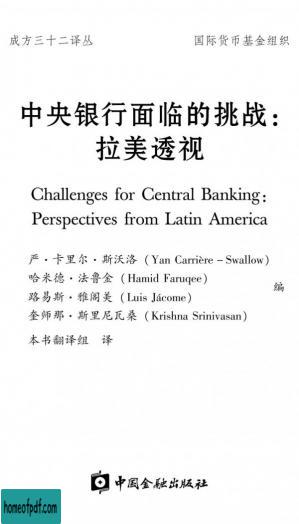 成方三十二译丛 国际货币基金组织
中央银行面临的挑战：
拉美透视
Challenges for Central Banking:
Perspectives from Latin America
严·卡里尔·斯沃洛（Yan Carrière-Swallow）
哈米德·法鲁奎（Hamid Faruqee）
路易斯·雅阁美（Luis Jácome）
奎师那·斯里尼瓦桑（Krishna Srinivasan）
编
本书翻译组 译
中国金融出版社
homeofpdf.com